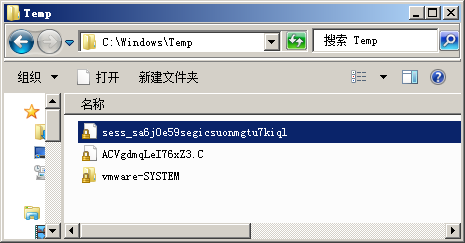 Temp
C:\Windows\Temp
搜索 Temp
组织 打开 新建文件夹
名称
sess_sa6j0e59segicsuonmgtu7kiql
ACVgdmqLeI76xZ3.C
vmware-SYSTEM